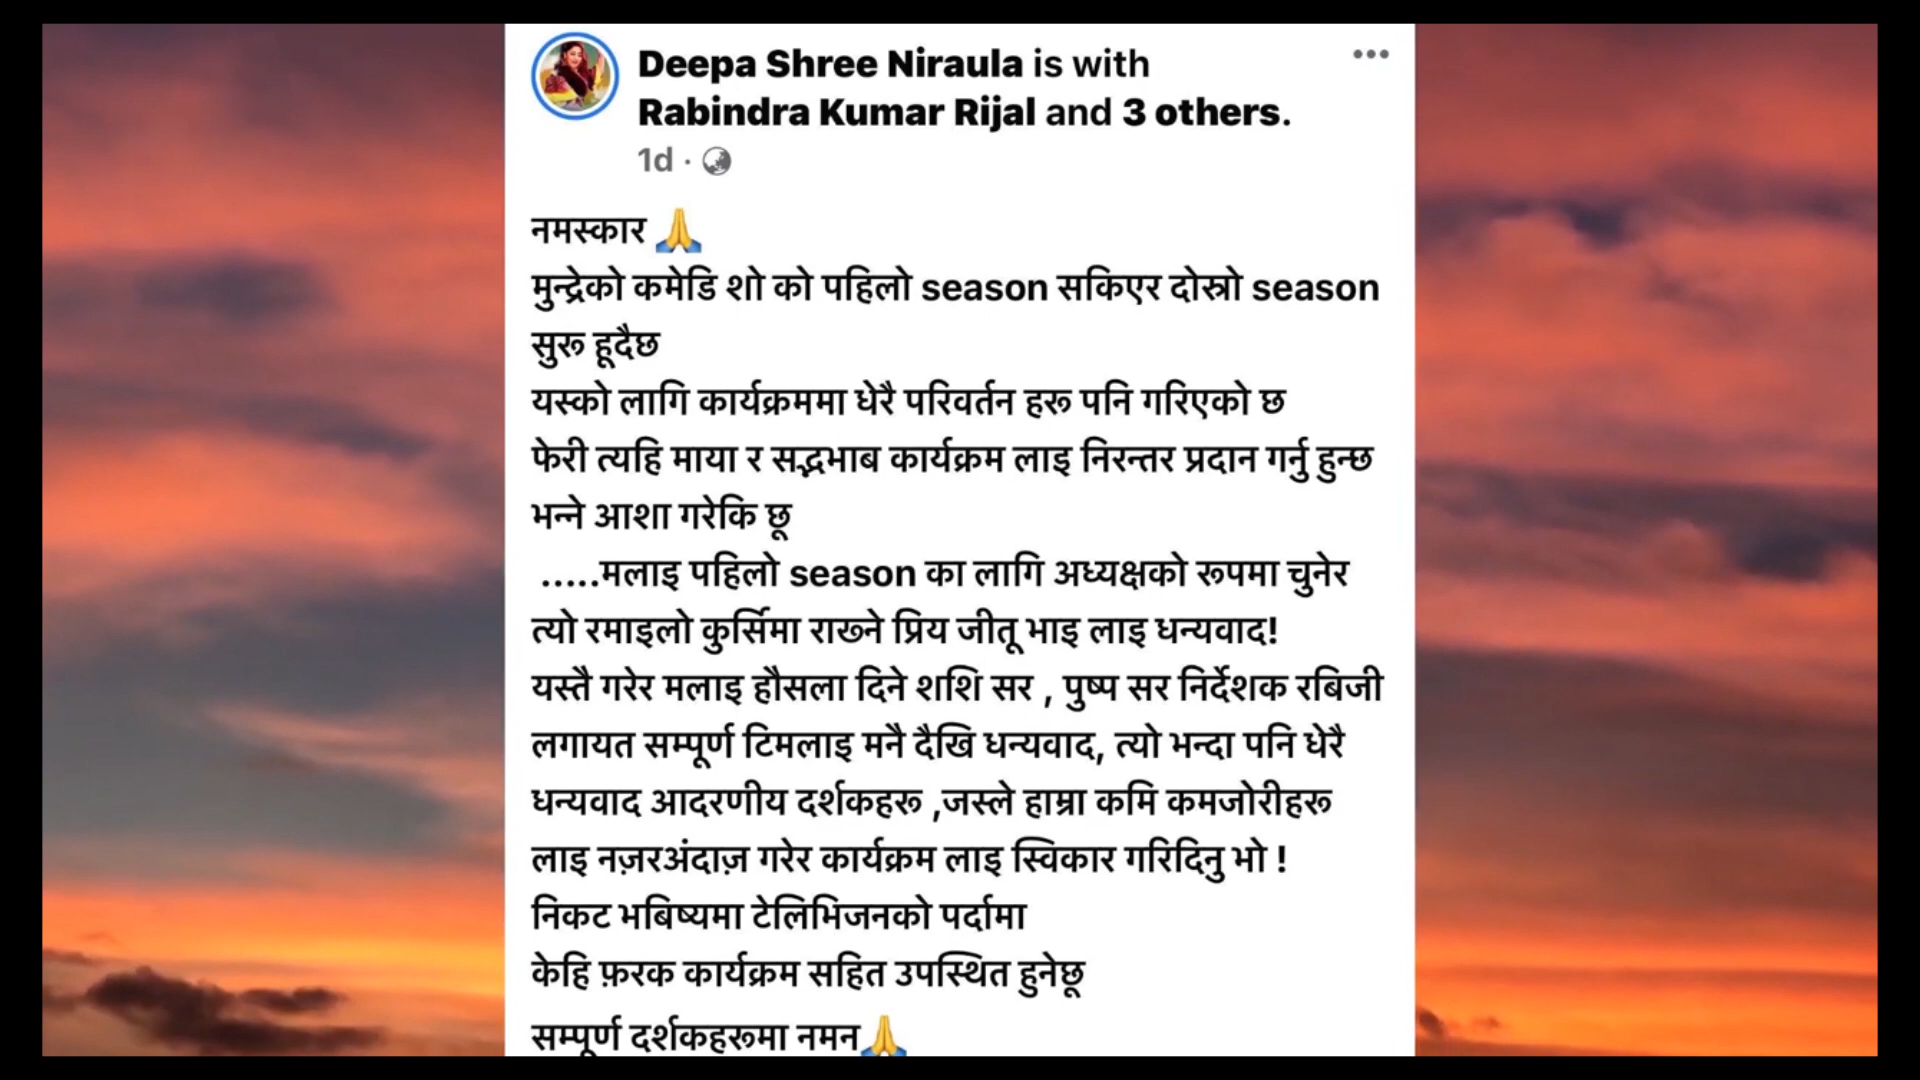 Deepa Shree Niraula is with
Rabindra Kumar Rijal and 3 others.
1d ·
नमस्कार 🙏
मुन्द्रेको कमेडि शो को पहिलो season सकिएर दोस्रो season
सुरू हूदैछ
यस्को लागि कार्यक्रममा धेरै परिवर्तन हरू पनि गरिएको छ
फेरी त्यहि माया र सद्भभाब कार्यक्रम लाइ निरन्तर प्रदान गर्नु हुन्छ
भन्ने आशा गरेकि छू
.....मलाइ पहिलो season का लागि अध्यक्षको रूपमा चुनेर
त्यो रमाइलो कुर्सिमा राख्ने प्रिय जीतू भाइ लाइ धन्यवाद!
यस्तै गरेर मलाइ हौसला दिने शशि सर , पुष्प सर निर्देशक रबिजी
लगायत सम्पूर्ण टिमलाइ मनै दैखि धन्यवाद, त्यो भन्दा पनि धेरै
धन्यवाद आदरणीय दर्शकहरू ,जस्ले हाम्रा कमि कमजोरीहरू
लाइ नज़रअंदाज़ गरेर कार्यक्रम लाइ स्विकार गरिदिनु भो !
निकट भबिष्यमा टेलिभिजनको पर्दामा
केहि फ़रक कार्यक्रम सहित उपस्थित हुनेछू
सम्पूर्ण दर्शकहरूमा नमन🙏